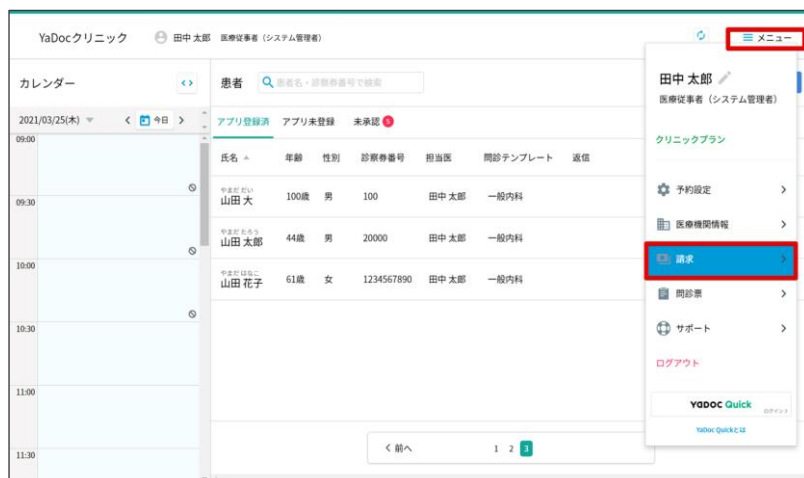 YaDocクリニック 田中 太郎 医療従事者（システム管理者） メニュー
カレンダー
2021/03/25(木) 今日
09:00
09:30
10:00
10:30
11:00
11:30
患者 患者名・診察券番号で検索
アプリ登録済 アプリ未登録 未承認 5
氏名 年齢 性別 診察券番号 担当医 問診テンプレート 返信
やまだ だい
山田 大 100歳 男 100 田中 太郎 一般内科
やまだ たろう
山田 太郎 44歳 男 20000 田中 太郎 一般内科
やまだ はなこ
山田 花子 61歳 女 1234567890 田中 太郎 一般内科
前へ 1 2 3
田中 太郎
医療従事者（システム管理者）
クリニックプラン
予約設定
医療機関情報
請求
問診票
サポート
ログアウト
YaDOC Quick ログイン
YaDoc Quickとは